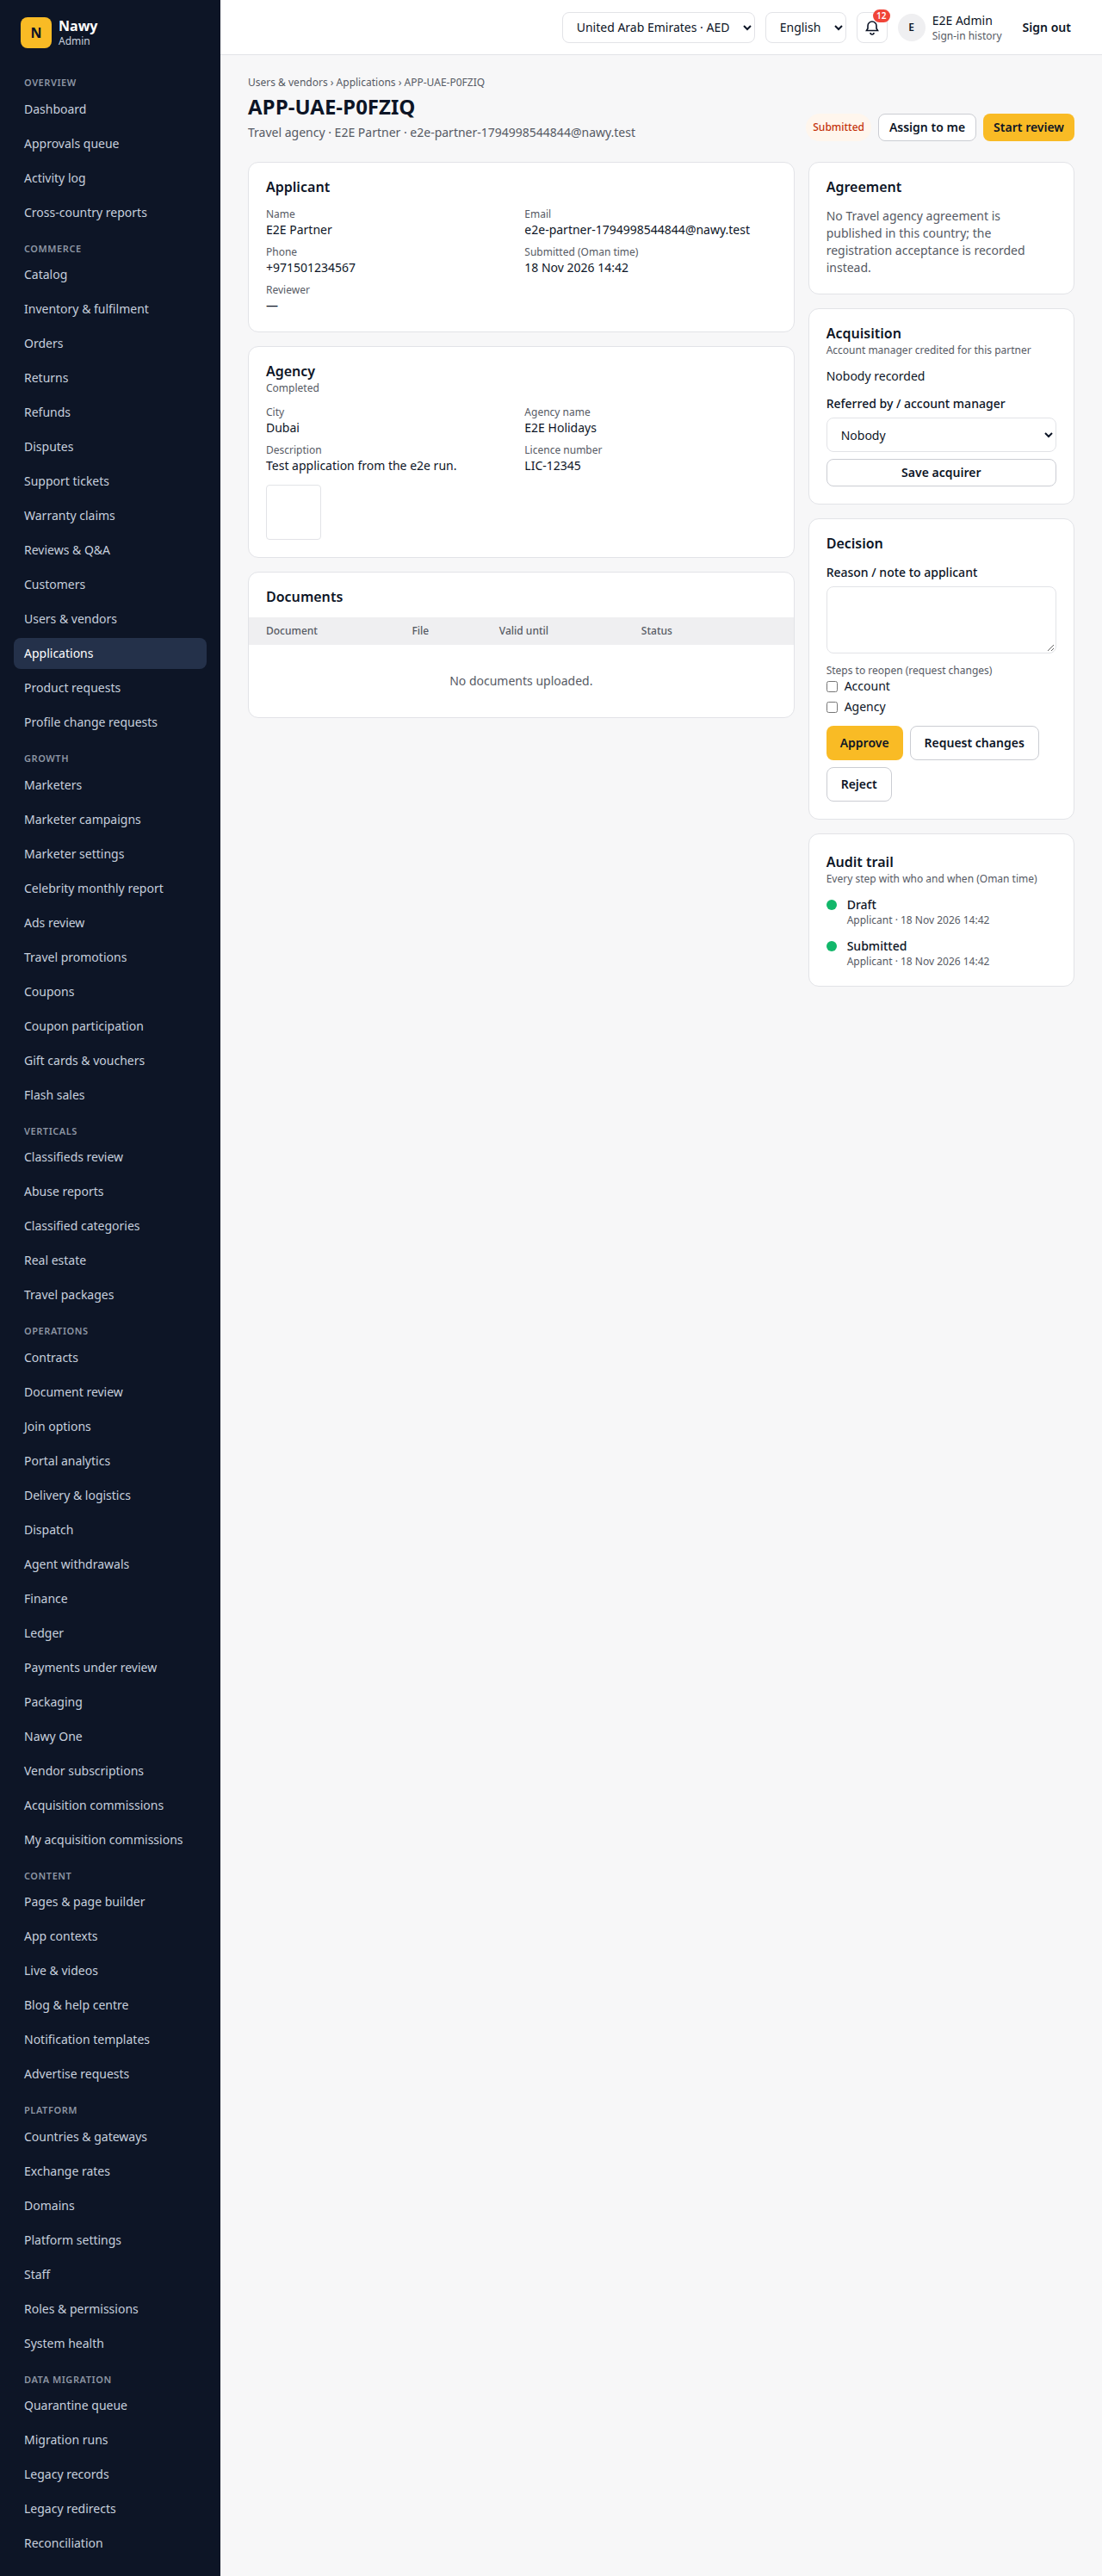 N
Nawy
Admin
OVERVIEW
Dashboard
Approvals queue
Activity log
Cross-country reports
COMMERCE
Catalog
Inventory & fulfilment
Orders
Returns
Refunds
Disputes
Support tickets
Warranty claims
Reviews & Q&A
Customers
Users & vendors
Applications
Product requests
Profile change requests
GROWTH
Marketers
Marketer campaigns
Marketer settings
Celebrity monthly report
Ads review
Travel promotions
Coupons
Coupon participation
Gift cards & vouchers
Flash sales
VERTICALS
Classifieds review
Abuse reports
Classified categories
Real estate
Travel packages
OPERATIONS
Contracts
Document review
Join options
Portal analytics
Delivery & logistics
Dispatch
Agent withdrawals
Finance
Ledger
Payments under review
Packaging
Nawy One
Vendor subscriptions
Acquisition commissions
My acquisition commissions
CONTENT
Pages & page builder
App contexts
Live & videos
Blog & help centre
Notification templates
Advertise requests
PLATFORM
Countries & gateways
Exchange rates
Domains
Platform settings
Staff
Roles & permissions
System health
DATA MIGRATION
Quarantine queue
Migration runs
Legacy records
Legacy redirects
Reconciliation
United Arab Emirates · AED
English
12
E
E2E Admin
Sign-in history
Sign out
Users & vendors › Applications › APP-UAE-P0FZIQ
APP-UAE-P0FZIQ
Travel agency · E2E Partner · e2e-partner-1794998544844@nawy.test
Submitted
Assign to me
Start review
Applicant
Name
E2E Partner
Email
e2e-partner-1794998544844@nawy.test
Phone
+971501234567
Submitted (Oman time)
18 Nov 2026 14:42
Reviewer
—
Agency
Completed
City
Dubai
Agency name
E2E Holidays
Description
Test application from the e2e run.
Licence number
LIC-12345
Documents
Document File Valid until Status
No documents uploaded.
Agreement
No Travel agency agreement is
published in this country; the
registration acceptance is recorded
instead.
Acquisition
Account manager credited for this partner
Nobody recorded
Referred by / account manager
Nobody
Save acquirer
Decision
Reason / note to applicant
Steps to reopen (request changes)
Account
Agency
Approve
Request changes
Reject
Audit trail
Every step with who and when (Oman time)
Draft
Applicant · 18 Nov 2026 14:42
Submitted
Applicant · 18 Nov 2026 14:42